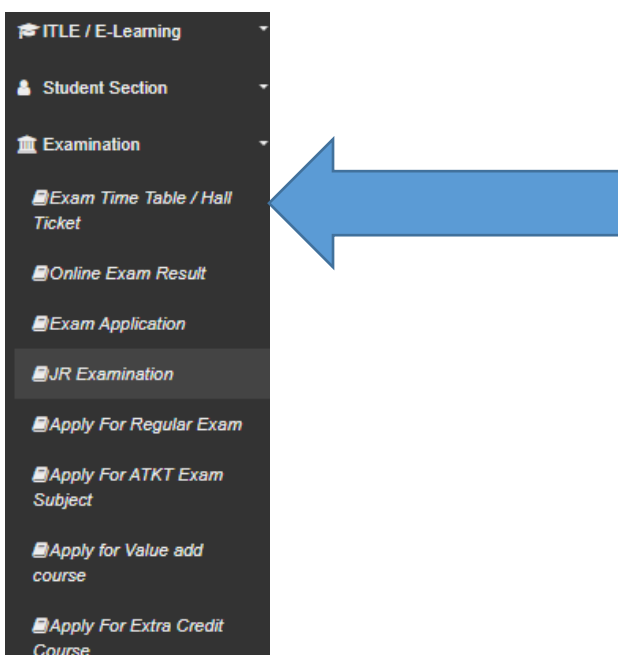 ITLE / E-Learning
Student Section
Examination
Exam Time Table / Hall
Ticket
Online Exam Result
Exam Application
JR Examination
Apply For Regular Exam
Apply For ATKT Exam
Subject
Apply for Value add
course
Apply For Extra Credit
Course